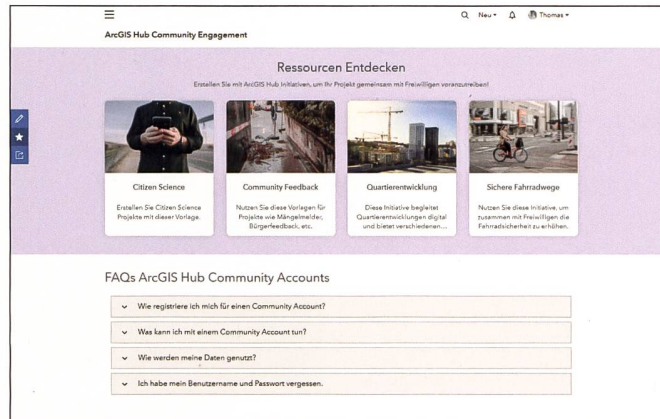 Neu
Thomas
ArcGIS Hub Community Engagement
Ressourcen Entdecken
Erstellen Sie mit ArcGIS Hub Initiativen, um Ihr Projekt gemeinsam mit Freiwilligen voranzutreiben!
Citizen Science
Erstellen Sie Citizen Science
Projekte mit dieser Vorlage.
Community Feedback
Nutzen Sie diese Vorlagen für
Projekte wie Mängelmelder,
Bürgerfeedback, etc.
Quartierentwicklung
Diese Initiative begleitet
Quartierentwicklungen digital
und bietet verschiedenen...
Sichere Fahrradwege
Nutzen Sie diese Initiative, um
zusammen mit Freiwilligen die
Fahrradsicherheit zu erhöhen.
FAQs ArcGIS Hub Community Accounts
Wie registriere ich mich für einen Community Account?
Was kann ich mit einem Community Account tun?
Wie werden meine Daten genutzt?
Ich habe mein Benutzername und Passwort vergessen.